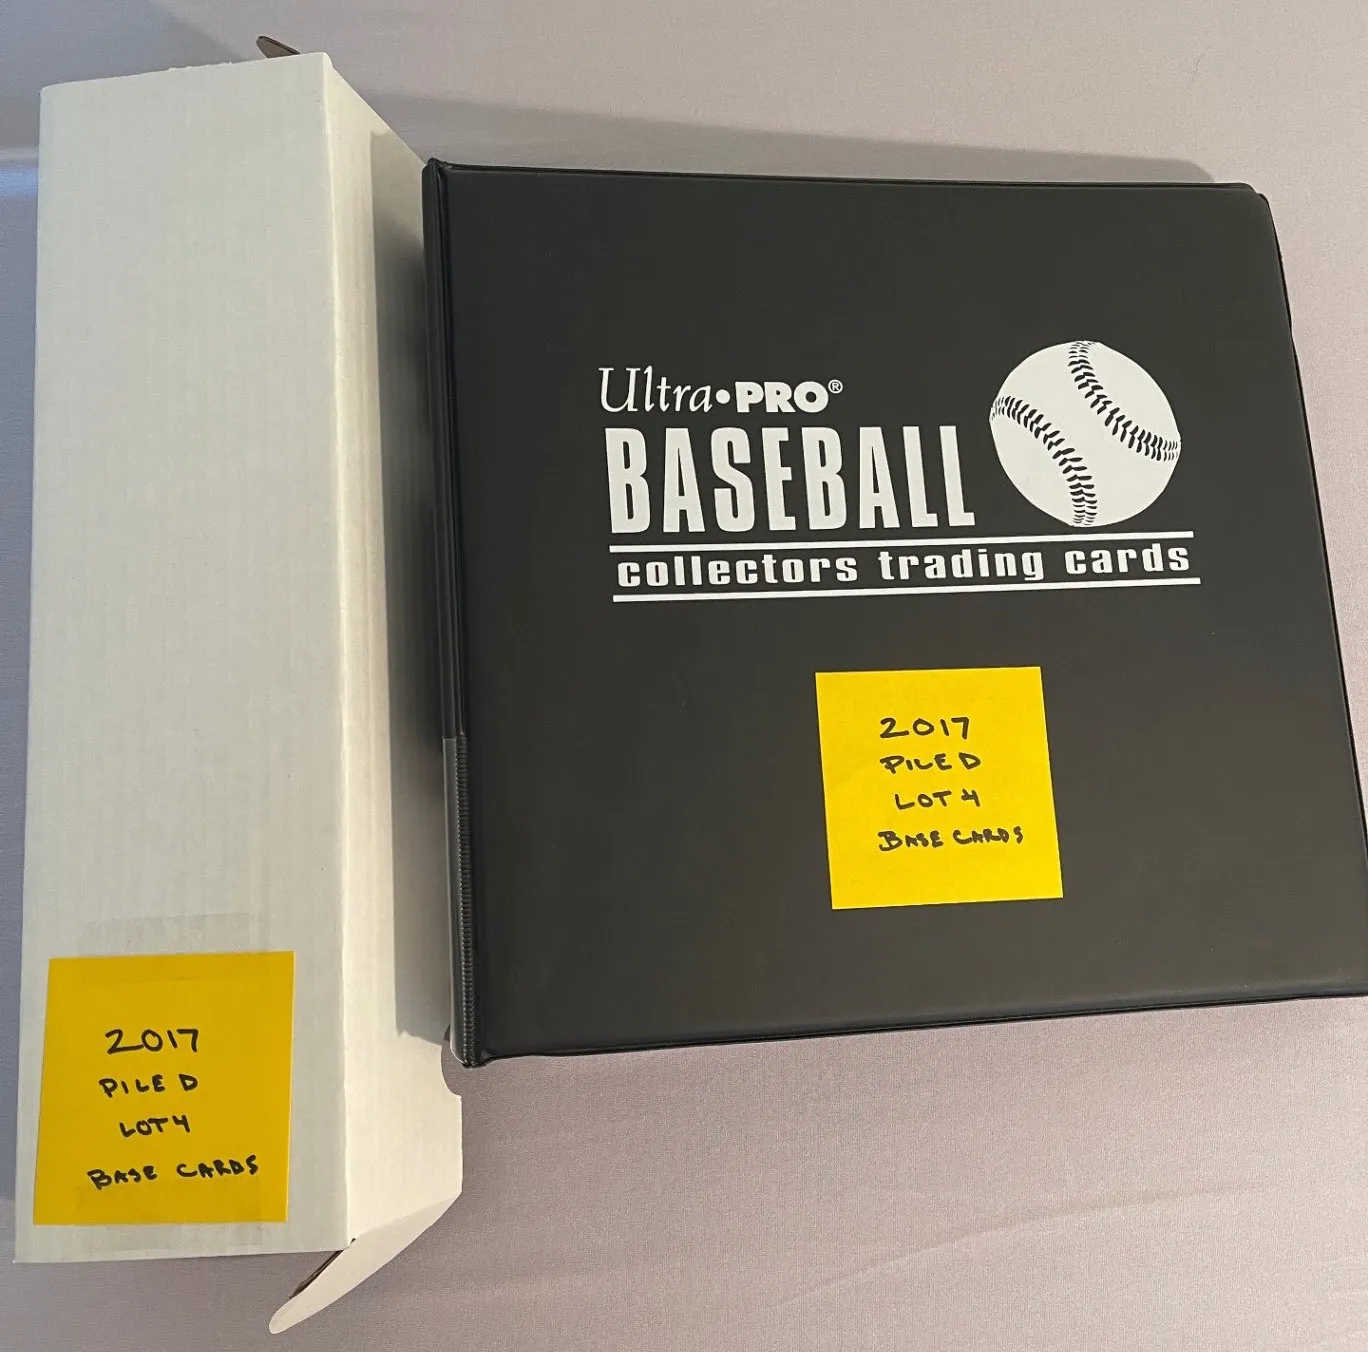 Ultra•PRO®
BASEBALL
collectors trading cards
2017
PILE D
LOT 4
BASE CARDS
2017
PILE D
LOT 4
BASE CARDS